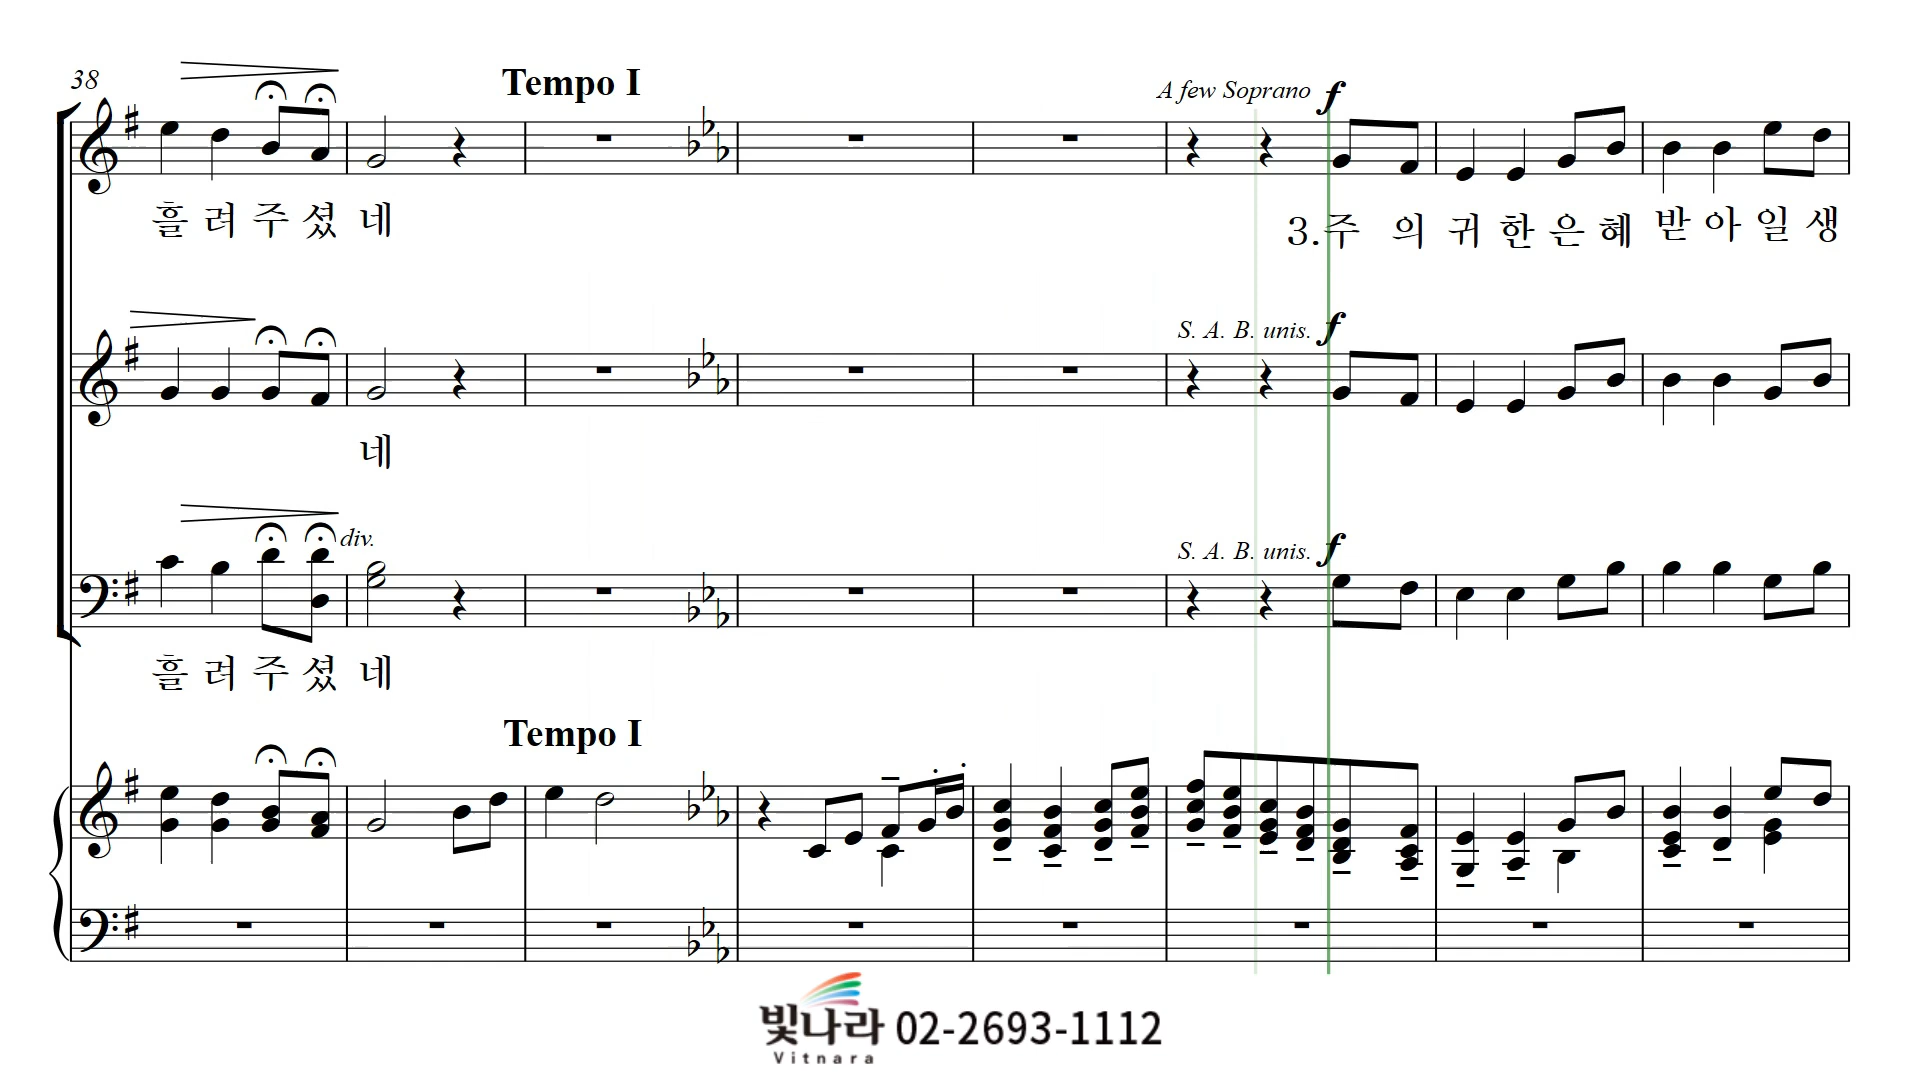 38
Tempo I
A few Soprano f
흘 려 주 셨 네
3. 주 의 귀 한 은 혜 받 아 일 생
S. A. B. unis. f
네
div.
S. A. B. unis. f
흘 려 주 셨 네
Tempo I
빛나라 02-2693-1112
Vitnara